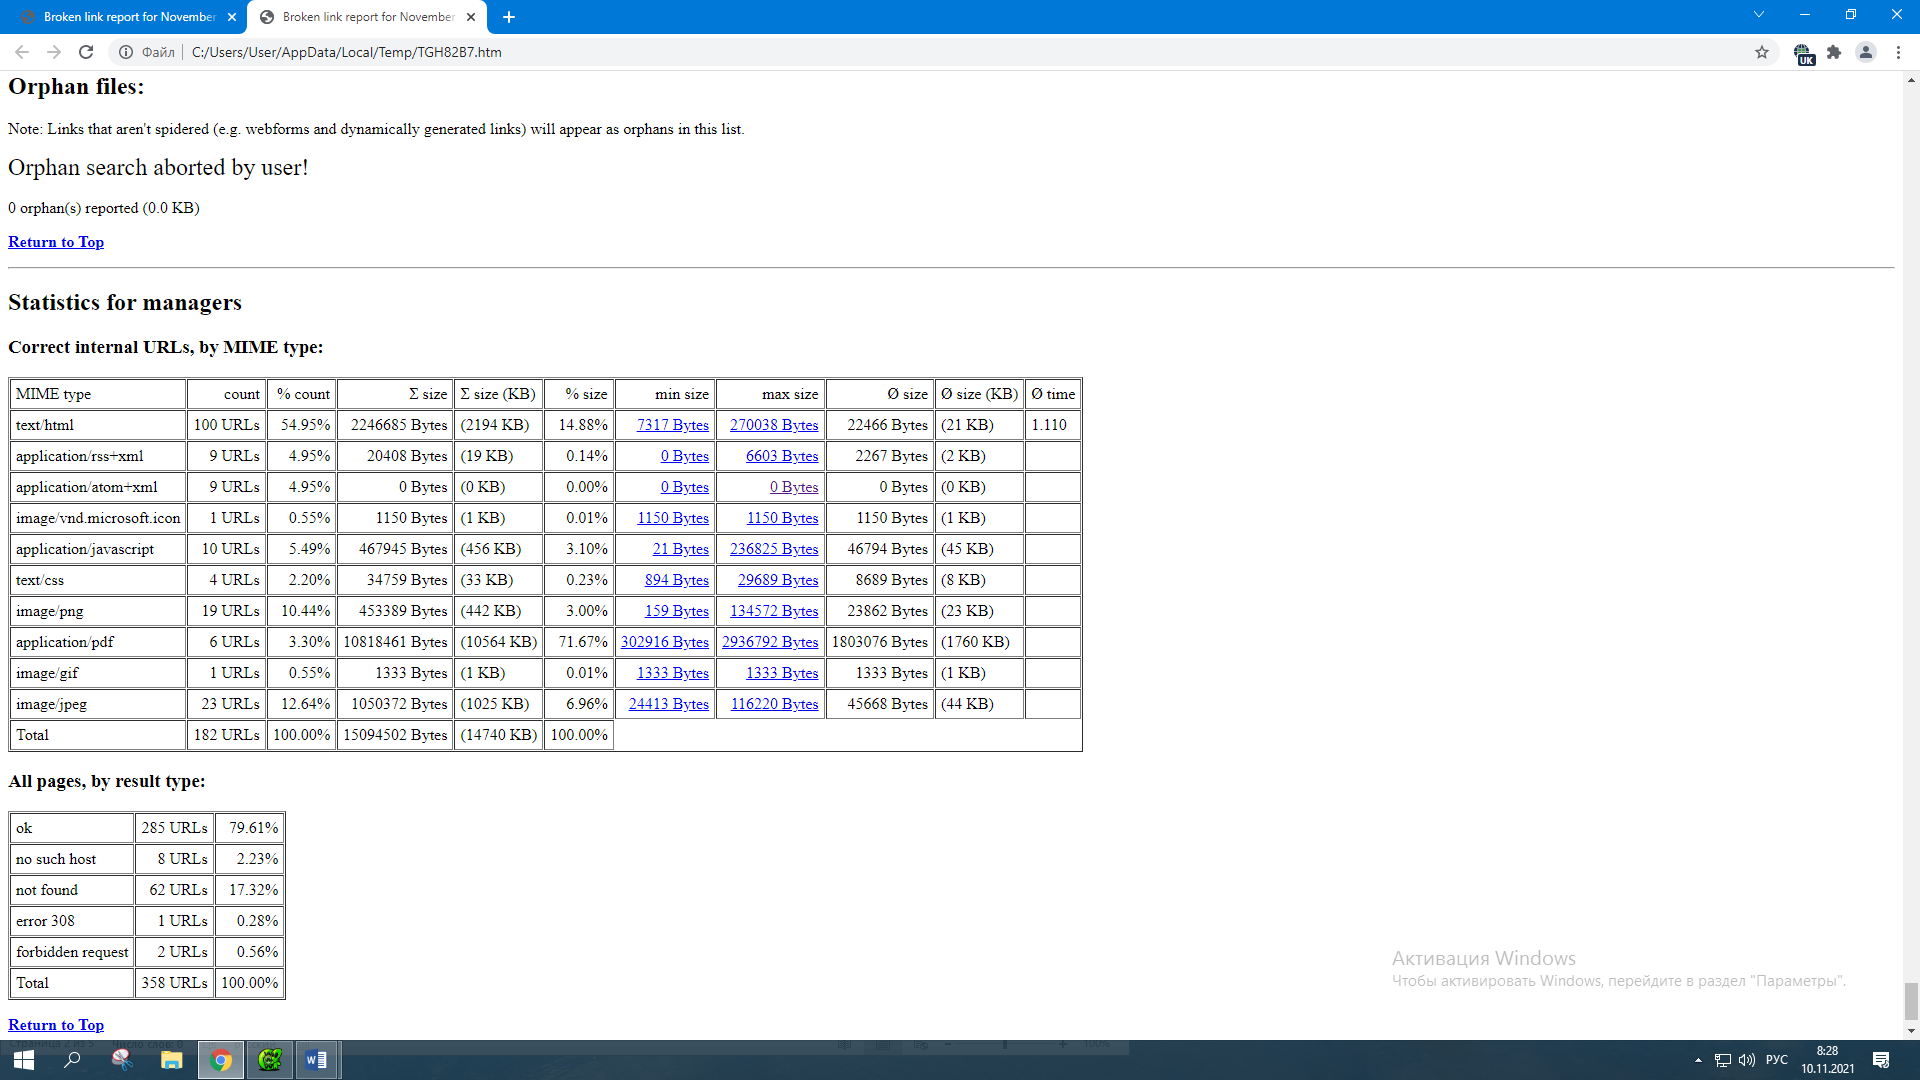 Broken link report for November
Broken link report for November
Файл
C:/Users/User/AppData/Local/Temp/TGH82B7.htm
UK
Orphan files:
Note: Links that aren't spidered (e.g. webforms and dynamically generated links) will appear as orphans in this list.
Orphan search aborted by user!
0 orphan(s) reported (0.0 KB)
Return to Top
Statistics for managers
Correct internal URLs, by MIME type:
MIME type count % count Σ size Σ size (KB) % size min size max size Ø size Ø size (KB) Ø time
text/html 100 URLs 54.95% 2246685 Bytes (2194 KB) 14.88% 7317 Bytes 270038 Bytes 22466 Bytes (21 KB) 1.110
application/rss+xml 9 URLs 4.95% 20408 Bytes (19 KB) 0.14% 0 Bytes 6603 Bytes 2267 Bytes (2 KB)
application/atom+xml 9 URLs 4.95% 0 Bytes (0 KB) 0.00% 0 Bytes 0 Bytes 0 Bytes (0 KB)
image/vnd.microsoft.icon 1 URLs 0.55% 1150 Bytes (1 KB) 0.01% 1150 Bytes 1150 Bytes 1150 Bytes (1 KB)
application/javascript 10 URLs 5.49% 467945 Bytes (456 KB) 3.10% 21 Bytes 236825 Bytes 46794 Bytes (45 KB)
text/css 4 URLs 2.20% 34759 Bytes (33 KB) 0.23% 894 Bytes 29689 Bytes 8689 Bytes (8 KB)
image/png 19 URLs 10.44% 453389 Bytes (442 KB) 3.00% 159 Bytes 134572 Bytes 23862 Bytes (23 KB)
application/pdf 6 URLs 3.30% 10818461 Bytes (10564 KB) 71.67% 302916 Bytes 2936792 Bytes 1803076 Bytes (1760 KB)
image/gif 1 URLs 0.55% 1333 Bytes (1 KB) 0.01% 1333 Bytes 1333 Bytes 1333 Bytes (1 KB)
image/jpeg 23 URLs 12.64% 1050372 Bytes (1025 KB) 6.96% 24413 Bytes 116220 Bytes 45668 Bytes (44 KB)
Total 182 URLs 100.00% 15094502 Bytes (14740 KB) 100.00%
All pages, by result type:
ok 285 URLs 79.61%
no such host 8 URLs 2.23%
not found 62 URLs 17.32%
error 308 1 URLs 0.28%
forbidden request 2 URLs 0.56%
Total 358 URLs 100.00%
Активация Windows
Чтобы активировать Windows, перейдите в раздел "Параметры".
Return to Top
РУС
8:28
10.11.2021